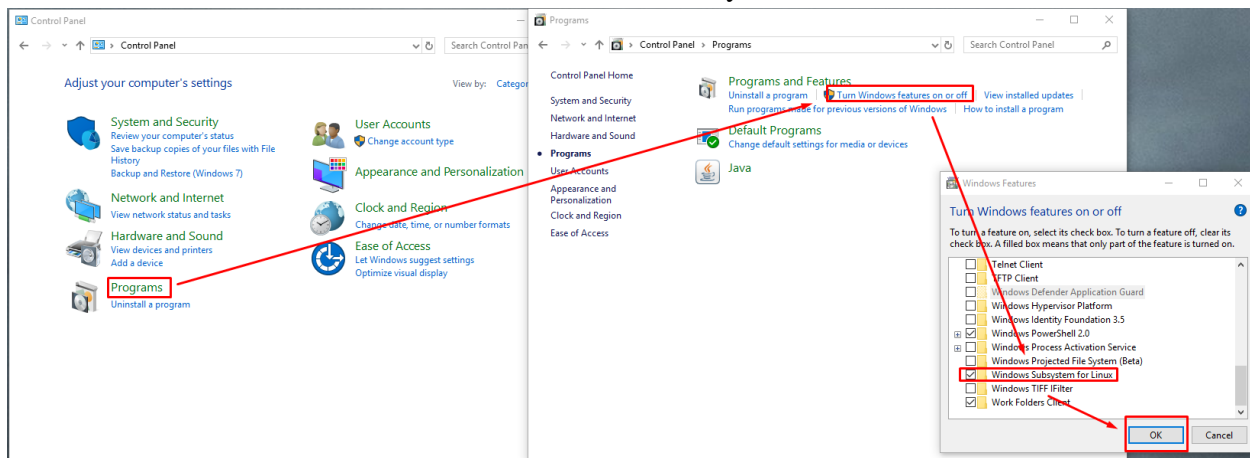 Control Panel
Control Panel
Search Control Pan
Adjust your computer's settings
View by: Categor
System and Security
Review your computer's status
Save backup copies of your files with File
History
Backup and Restore (Windows 7)
Network and Internet
View network status and tasks
Hardware and Sound
View devices and printers
Add a device
Programs
Uninstall a program
User Accounts
Change account type
Appearance and Personalization
Clock and Region
Change date, time, or number formats
Ease of Access
Let Windows suggest settings
Optimize visual display
Programs
Control Panel > Programs
Search Control Panel
Control Panel Home
System and Security
Network and Internet
Hardware and Sound
Programs
User Accounts
Appearance and
Personalization
Clock and Region
Ease of Access
Programs and Features
Uninstall a program Turn Windows features on or off View installed updates
Run programs made for previous versions of Windows How to install a program
Default Programs
Change default settings for media or devices
Java
Windows Features
Turn Windows features on or off
To turn a feature on, select its check box. To turn a feature off, clear its
check box. A filled box means that only part of the feature is turned on.
Telnet Client
TFTP Client
Windows Defender Application Guard
Windows Hypervisor Platform
Windows Identity Foundation 3.5
Windows PowerShell 2.0
Windows Process Activation Service
Windows Projected File System (Beta)
Windows Subsystem for Linux
Windows TIFF IFilter
Work Folders Client
OK Cancel